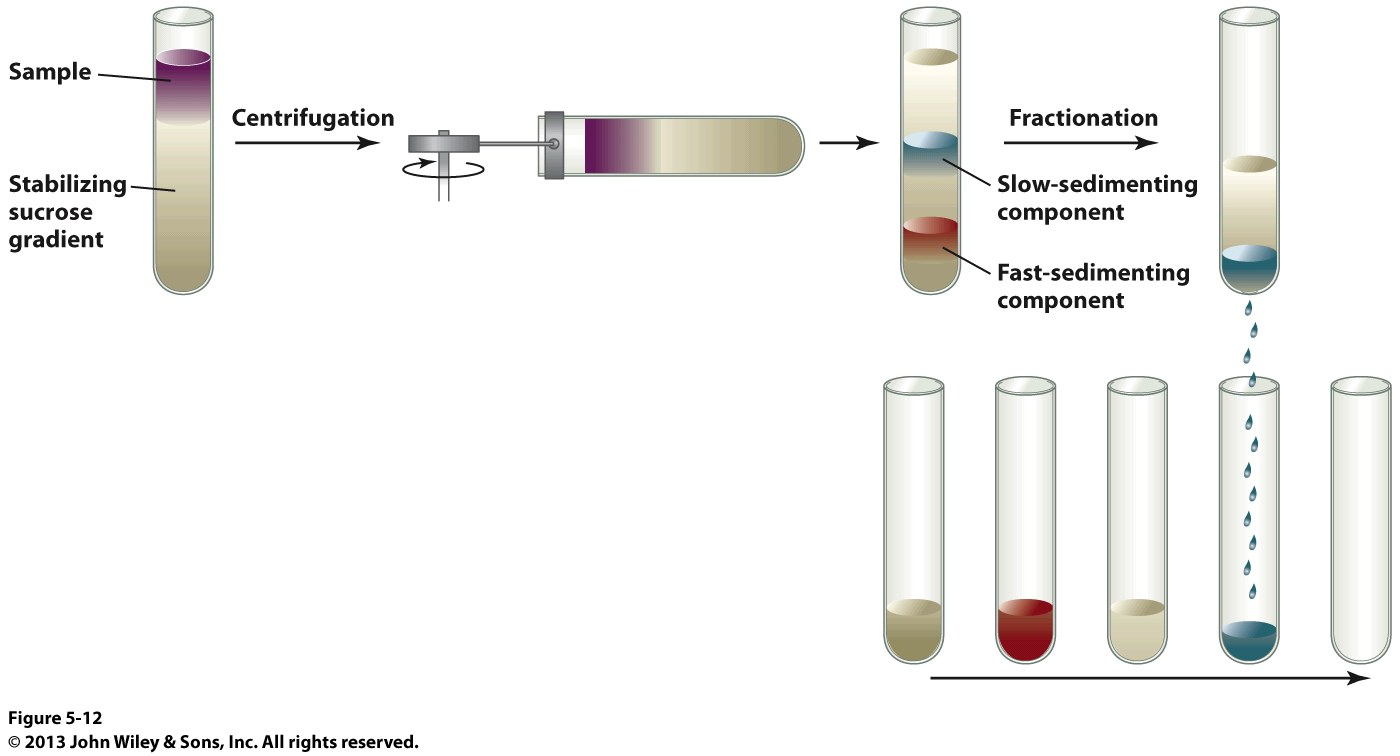 Sample
Stabilizing
sucrose
gradient
Centrifugation
Fractionation
Slow-sedimenting
component
Fast-sedimenting
component
Figure 5-12
© 2013 John Wiley & Sons, Inc. All rights reserved.